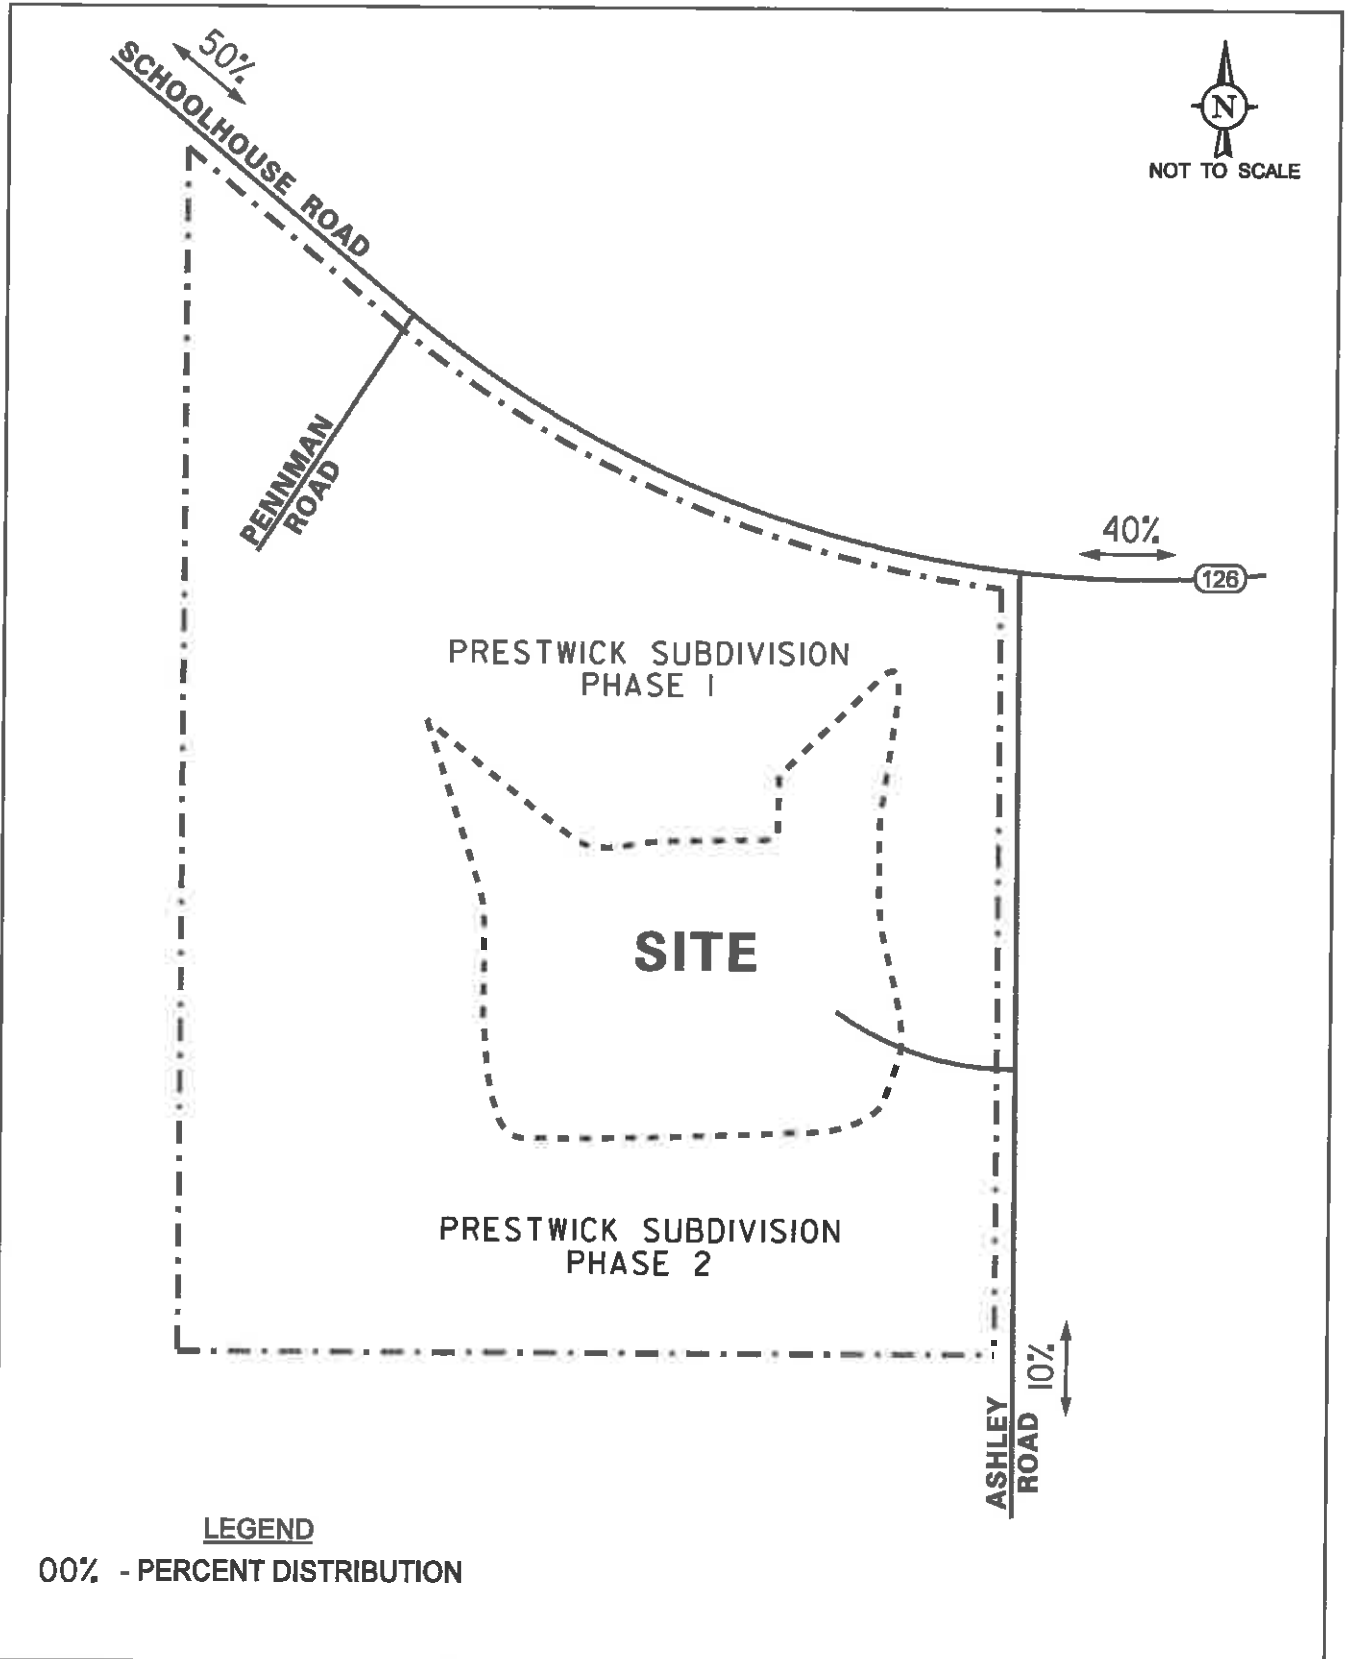 50%
SCHOOLHOUSE ROAD
N
NOT TO SCALE
PENNMAN
ROAD
40%
126
PRESTWICK SUBDIVISION
PHASE 1
SITE
PRESTWICK SUBDIVISION
PHASE 2
10%
ASHLEY
ROAD
LEGEND
00% - PERCENT DISTRIBUTION